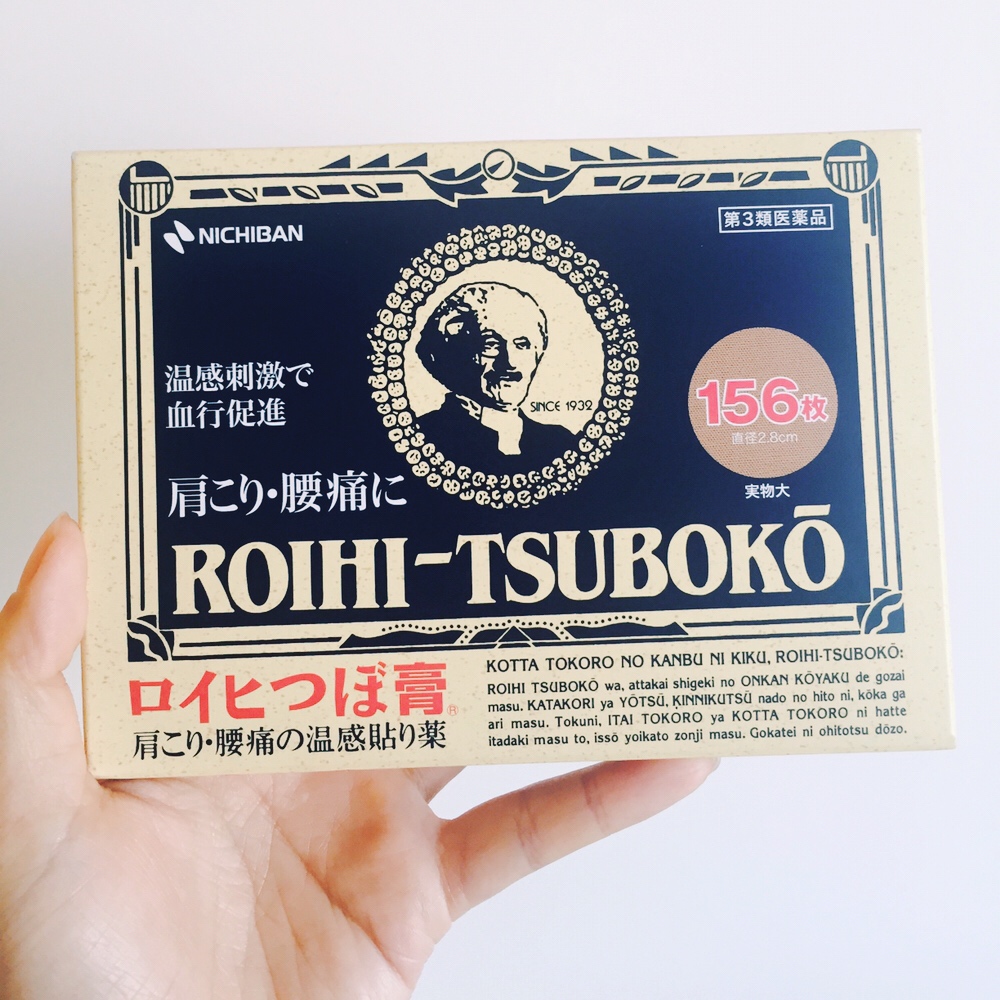 NICHIBAN
第3類医薬品
温感刺激で
血行促進
SINCE 1932
156枚
直径2.8cm
実物大
肩こり・腰痛に
ROIHI-TSUBOKŌ
ロイヒつぼ膏®
肩こり・腰痛の温感貼り薬
KOTTA TOKORO NO KANBU NI KIKU, ROIHI-TSUBOKŌ:
ROIHI TSUBOKŌ wa, attakai shigeki no ONKAN KŌYAKU de gozai
masu. KATAKORI ya YŌTSŪ, KINNIKUTSŪ nado no hito ni, kōka ga
ari masu. Tokuni, ITAI TOKORO ya KOTTA TOKORO ni hatte
itadaki masu to, issō yoikato zonji masu. Gokatei ni ohitotsu dōzo.